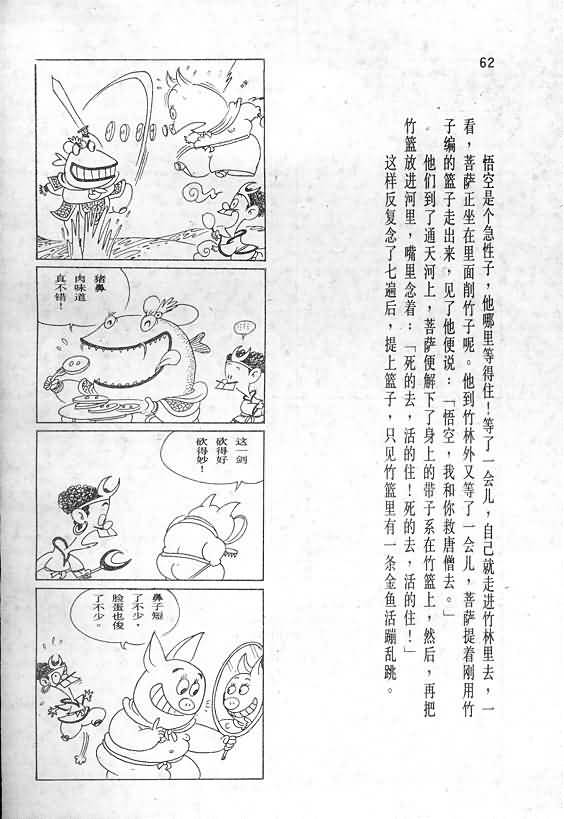 62
悟空是个急性子，他哪里等得住！等了一会儿，自己就走进竹林里去，一
看，菩萨正坐在里面削竹子呢。他到竹林外又等了一会儿，菩萨提着刚用竹
子编的篮子走出来，见了他便说：「悟空，我和你救唐僧去。」
他们到了通天河上，菩萨便解下了身上的带子系在竹篮上，然后，再把
竹篮放进河里，嘴里念着：「死的去，活的住！死的去，活的住！」
这样反复念了七遍后，提上篮子，只见竹篮里有一条金鱼活蹦乱跳。
猪鼻
肉味道
真不错！
这一剑
砍得好
砍得妙！
鼻子短
了不少，
脸蛋也俊
了不少。